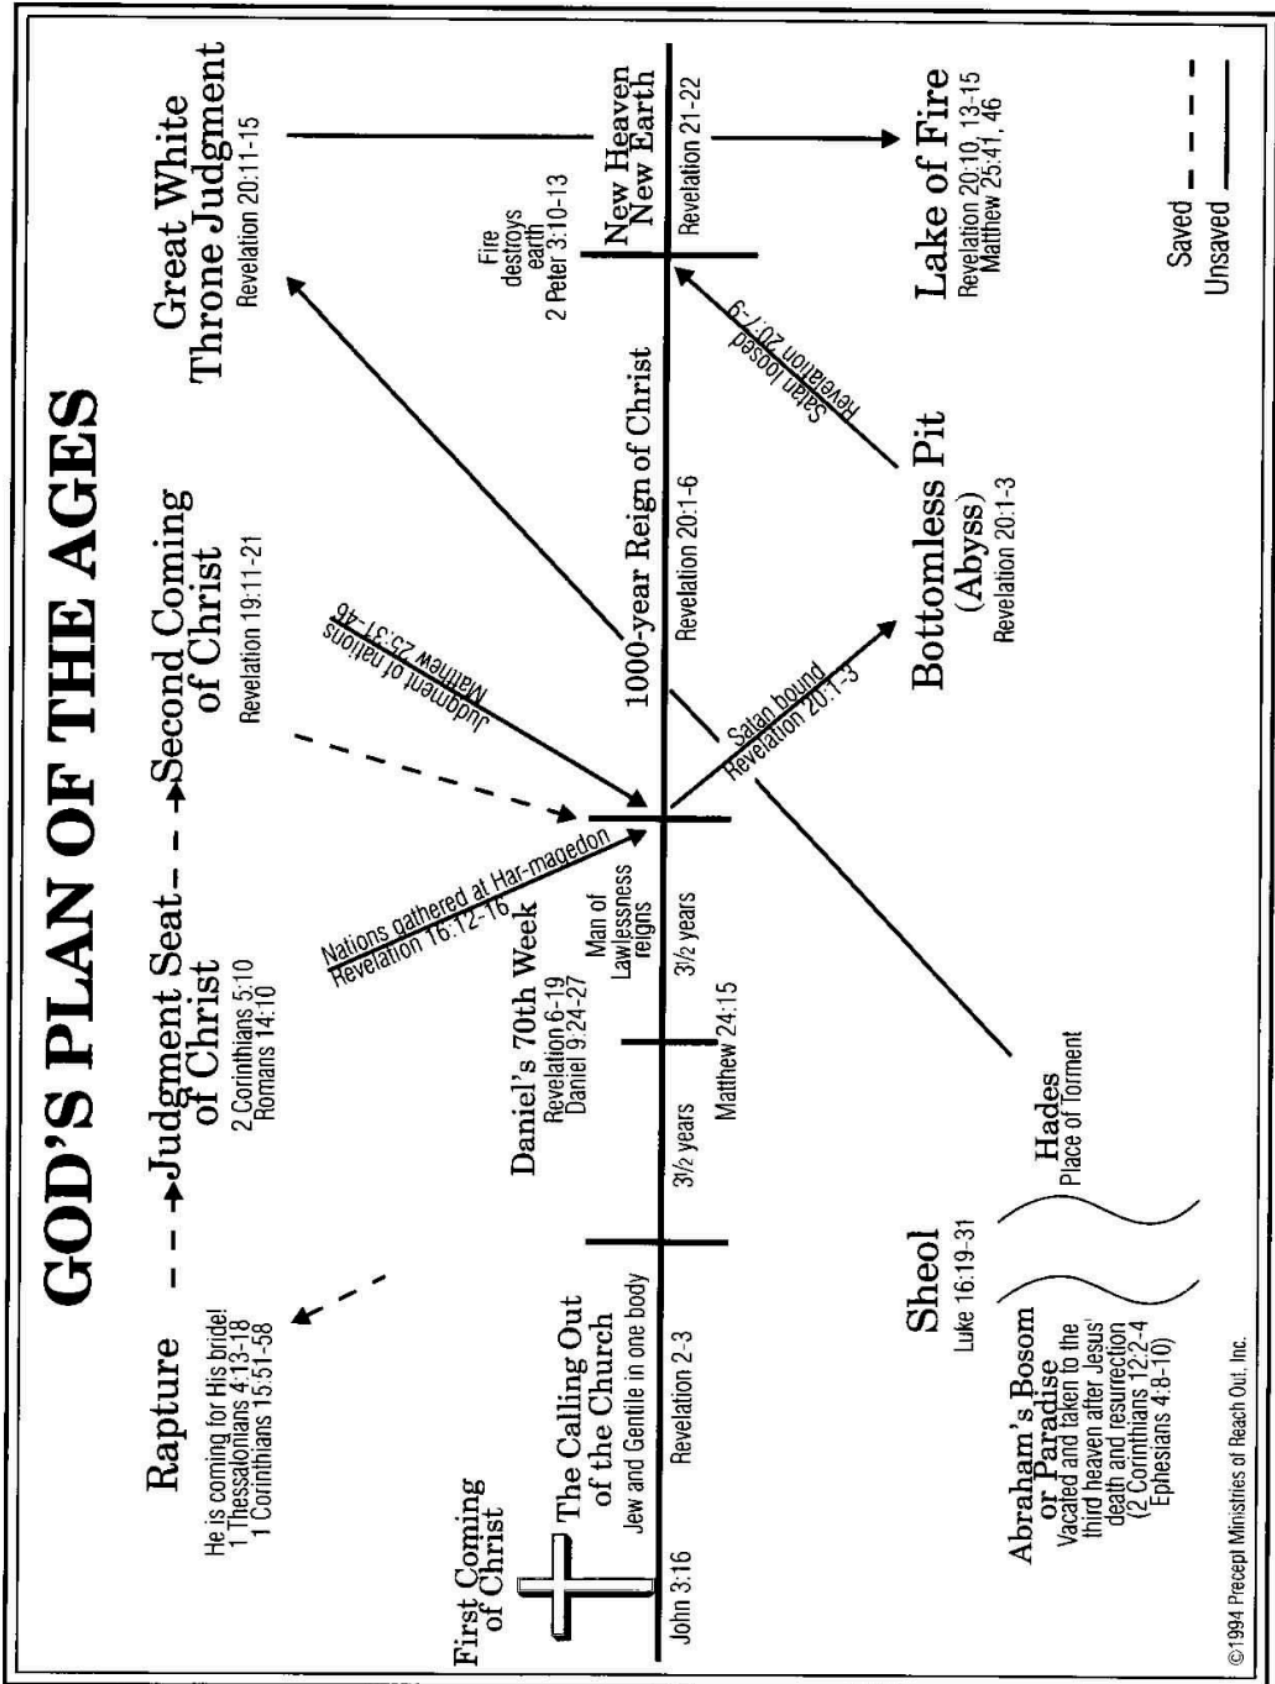 GOD'S PLAN OF THE AGES
Rapture
He is coming for His bride!
1 Thessalonians 4:13-18
1 Corinthians 15:51-58
Judgment Seat
of Christ
2 Corinthians 5:10
Romans 14:10
Second Coming
of Christ
Revelation 19:11-21
Great White
Throne Judgment
Revelation 20:11-15
Nations gathered at Har-magedon
Revelation 16:12-16
Judgment of nations
Matthew 25:31-46
First Coming
of Christ
The Calling Out
of the Church
Jew and Gentile in one body
Daniel's 70th Week
Revelation 6-19
Daniel 9:24-27
Man of
Lawlessness
reigns
1000-year Reign of Christ
Fire
destroys
earth
2 Peter 3:10-13
New Heaven
New Earth
John 3:16
Revelation 2-3
3 1/2 years
Matthew 24:15
3 1/2 years
Revelation 20:1-6
Revelation 21-22
Satan bound
Revelation 20:1-3
Satan loosed
Revelation 20:7-9
Sheol
Luke 16:19-31
Abraham's Bosom
or Paradise
Vacated and taken to the
third heaven after Jesus'
death and resurrection
(2 Corinthians 12:2-4
Ephesians 4:8-10)
Hades
Place of Torment
Bottomless Pit
(Abyss)
Revelation 20:1-3
Lake of Fire
Revelation 20:10, 13-15
Matthew 25:41, 46
Saved
Unsaved
©1994 Precept Ministries of Reach Out, Inc.